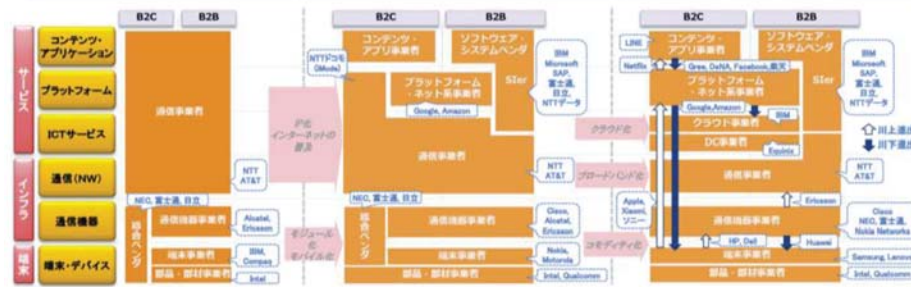 B2C
B2B
B2C
B2B
B2C
B2B
サービス
インフラ
端末
コンテンツ・
アプリケーション
プラットフォーム
ICTサービス
通信(NW)
通信機器
端末・デバイス
通信事業者
NTT
AT&T
NEC, 富士通, 日立
総合ベンダ
通信機器事業者
Alcatel,
Ericsson
端末事業者
IBM,
Compaq
部品・部材事業者
Intel
IP化
インターネットの
普及
モジュール
化
モバイル化
NTTドコモ
(iMode)
コンテンツ・
アプリ事業者
ソフトウェア・
システムベンダ
プラットフォーム
・ネット系事業者
Google, Amazon
SIer
IBM
Microsoft
SAP,
富士通,
日立,
NTTデータ
通信事業者
NTT
AT&T
NEC, 富士通, 日立
総合ベンダ
通信機器事業者
Cisco,
Alcatel,
Ericsson
端末事業者
Nokia,
Motorola
部品・部材事業者
Intel, Qualcomm
クラウド化
ブロードバンド化
コモディティ化
LINE
Netflix
コンテンツ・
アプリ事業者
ソフトウェア・
システムベンダ
Gree, DeNA, Facebook, 楽天
プラットフォーム
・ネット系事業者
Google, Amazon
SIer
IBM
クラウド事業者
DC事業者
Equinix
IBM
Microsoft
SAP,
富士通,
日立,
NTTデータ
川上進出
川下進出
通信事業者
NTT
AT&T
Apple,
Xiaomi,
ソニー
Ericsson
通信機器事業者
Cisco
NEC, 富士通,
Nokia Networks
HP, Dell
Huawei
端末事業者
Samsung, Lenovo
部品・部材事業者
Intel, Qualcomm